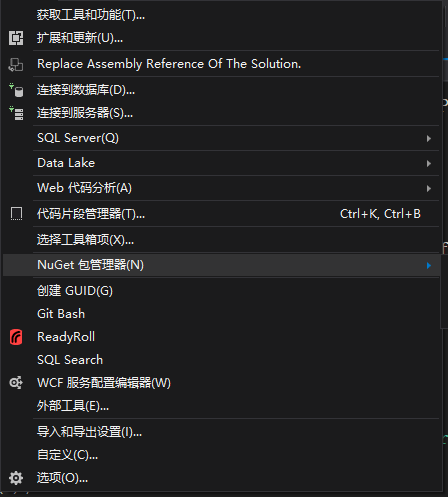 获取工具和功能(T)...
扩展和更新(U)...
Replace Assembly Reference Of The Solution.
连接到数据库(D)...
连接到服务器(S)...
SQL Server(Q)
Data Lake
Web 代码分析(A)
代码片段管理器(T)... Ctrl+K, Ctrl+B
选择工具箱项(X)...
NuGet 包管理器(N)
创建 GUID(G)
Git Bash
ReadyRoll
SQL Search
WCF 服务配置编辑器(W)
外部工具(E)...
导入和导出设置(I)...
自定义(C)...
选项(O)...